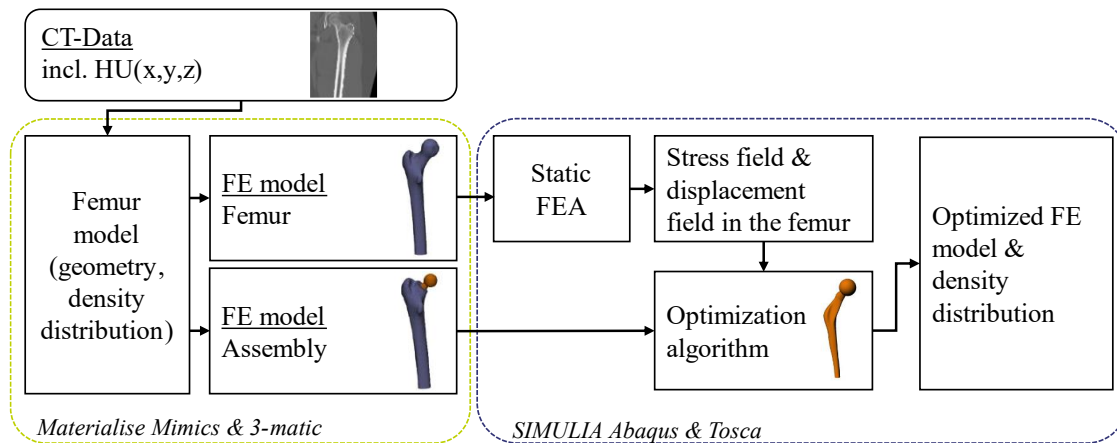 CT-Data
incl. HU(x,y,z)
Femur
model
(geometry,
density
distribution)
FE model
Femur
FE model
Assembly
Materialise Mimics & 3-matic
Static
FEA
Stress field &
displacement
field in the femur
Optimization
algorithm
Optimized FE
model &
density
distribution
SIMULIA Abaqus & Tosca